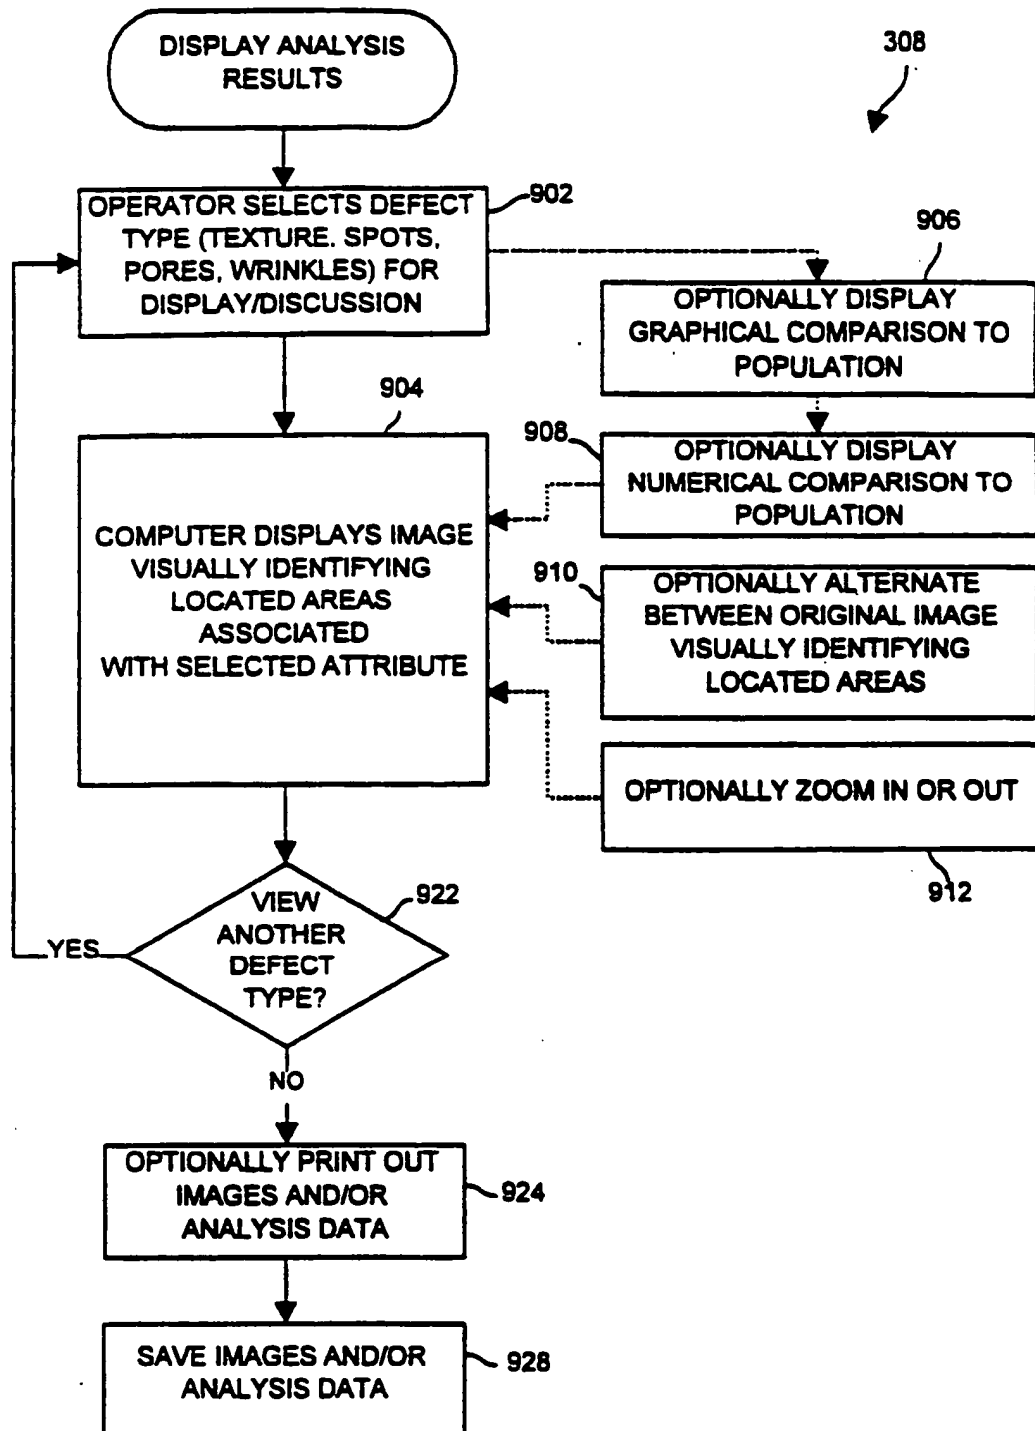 DISPLAY ANALYSIS
RESULTS
308
OPERATOR SELECTS DEFECT
TYPE (TEXTURE. SPOTS,
PORES, WRINKLES) FOR
DISPLAY/DISCUSSION
902
906
OPTIONALLY DISPLAY
GRAPHICAL COMPARISON TO
POPULATION
904
908
OPTIONALLY DISPLAY
NUMERICAL COMPARISON TO
POPULATION
COMPUTER DISPLAYS IMAGE
VISUALLY IDENTIFYING
LOCATED AREAS
ASSOCIATED
WITH SELECTED ATTRIBUTE
910
OPTIONALLY ALTERNATE
BETWEEN ORIGINAL IMAGE
VISUALLY IDENTIFYING
LOCATED AREAS
OPTIONALLY ZOOM IN OR OUT
912
VIEW
ANOTHER
DEFECT
TYPE?
922
YES
NO
OPTIONALLY PRINT OUT
IMAGES AND/OR
ANALYSIS DATA
924
SAVE IMAGES AND/OR
ANALYSIS DATA
928